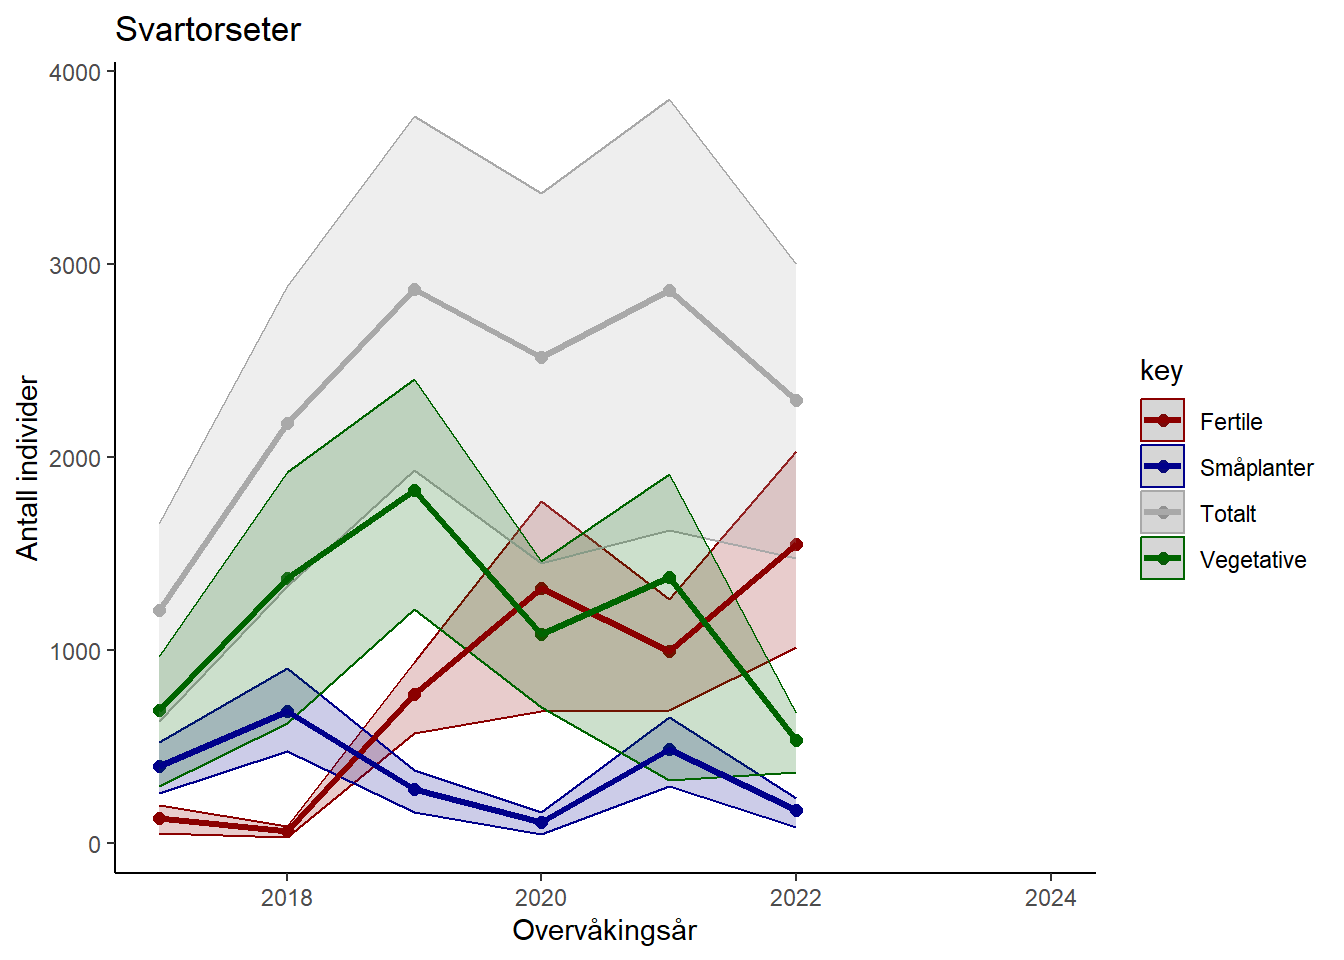 Svartorseter
4000
3000
2000
1000
0
Antall individer
2018 2020 2022 2024
Overvåkingsår
key
Fertile
Småplanter
Totalt
Vegetative